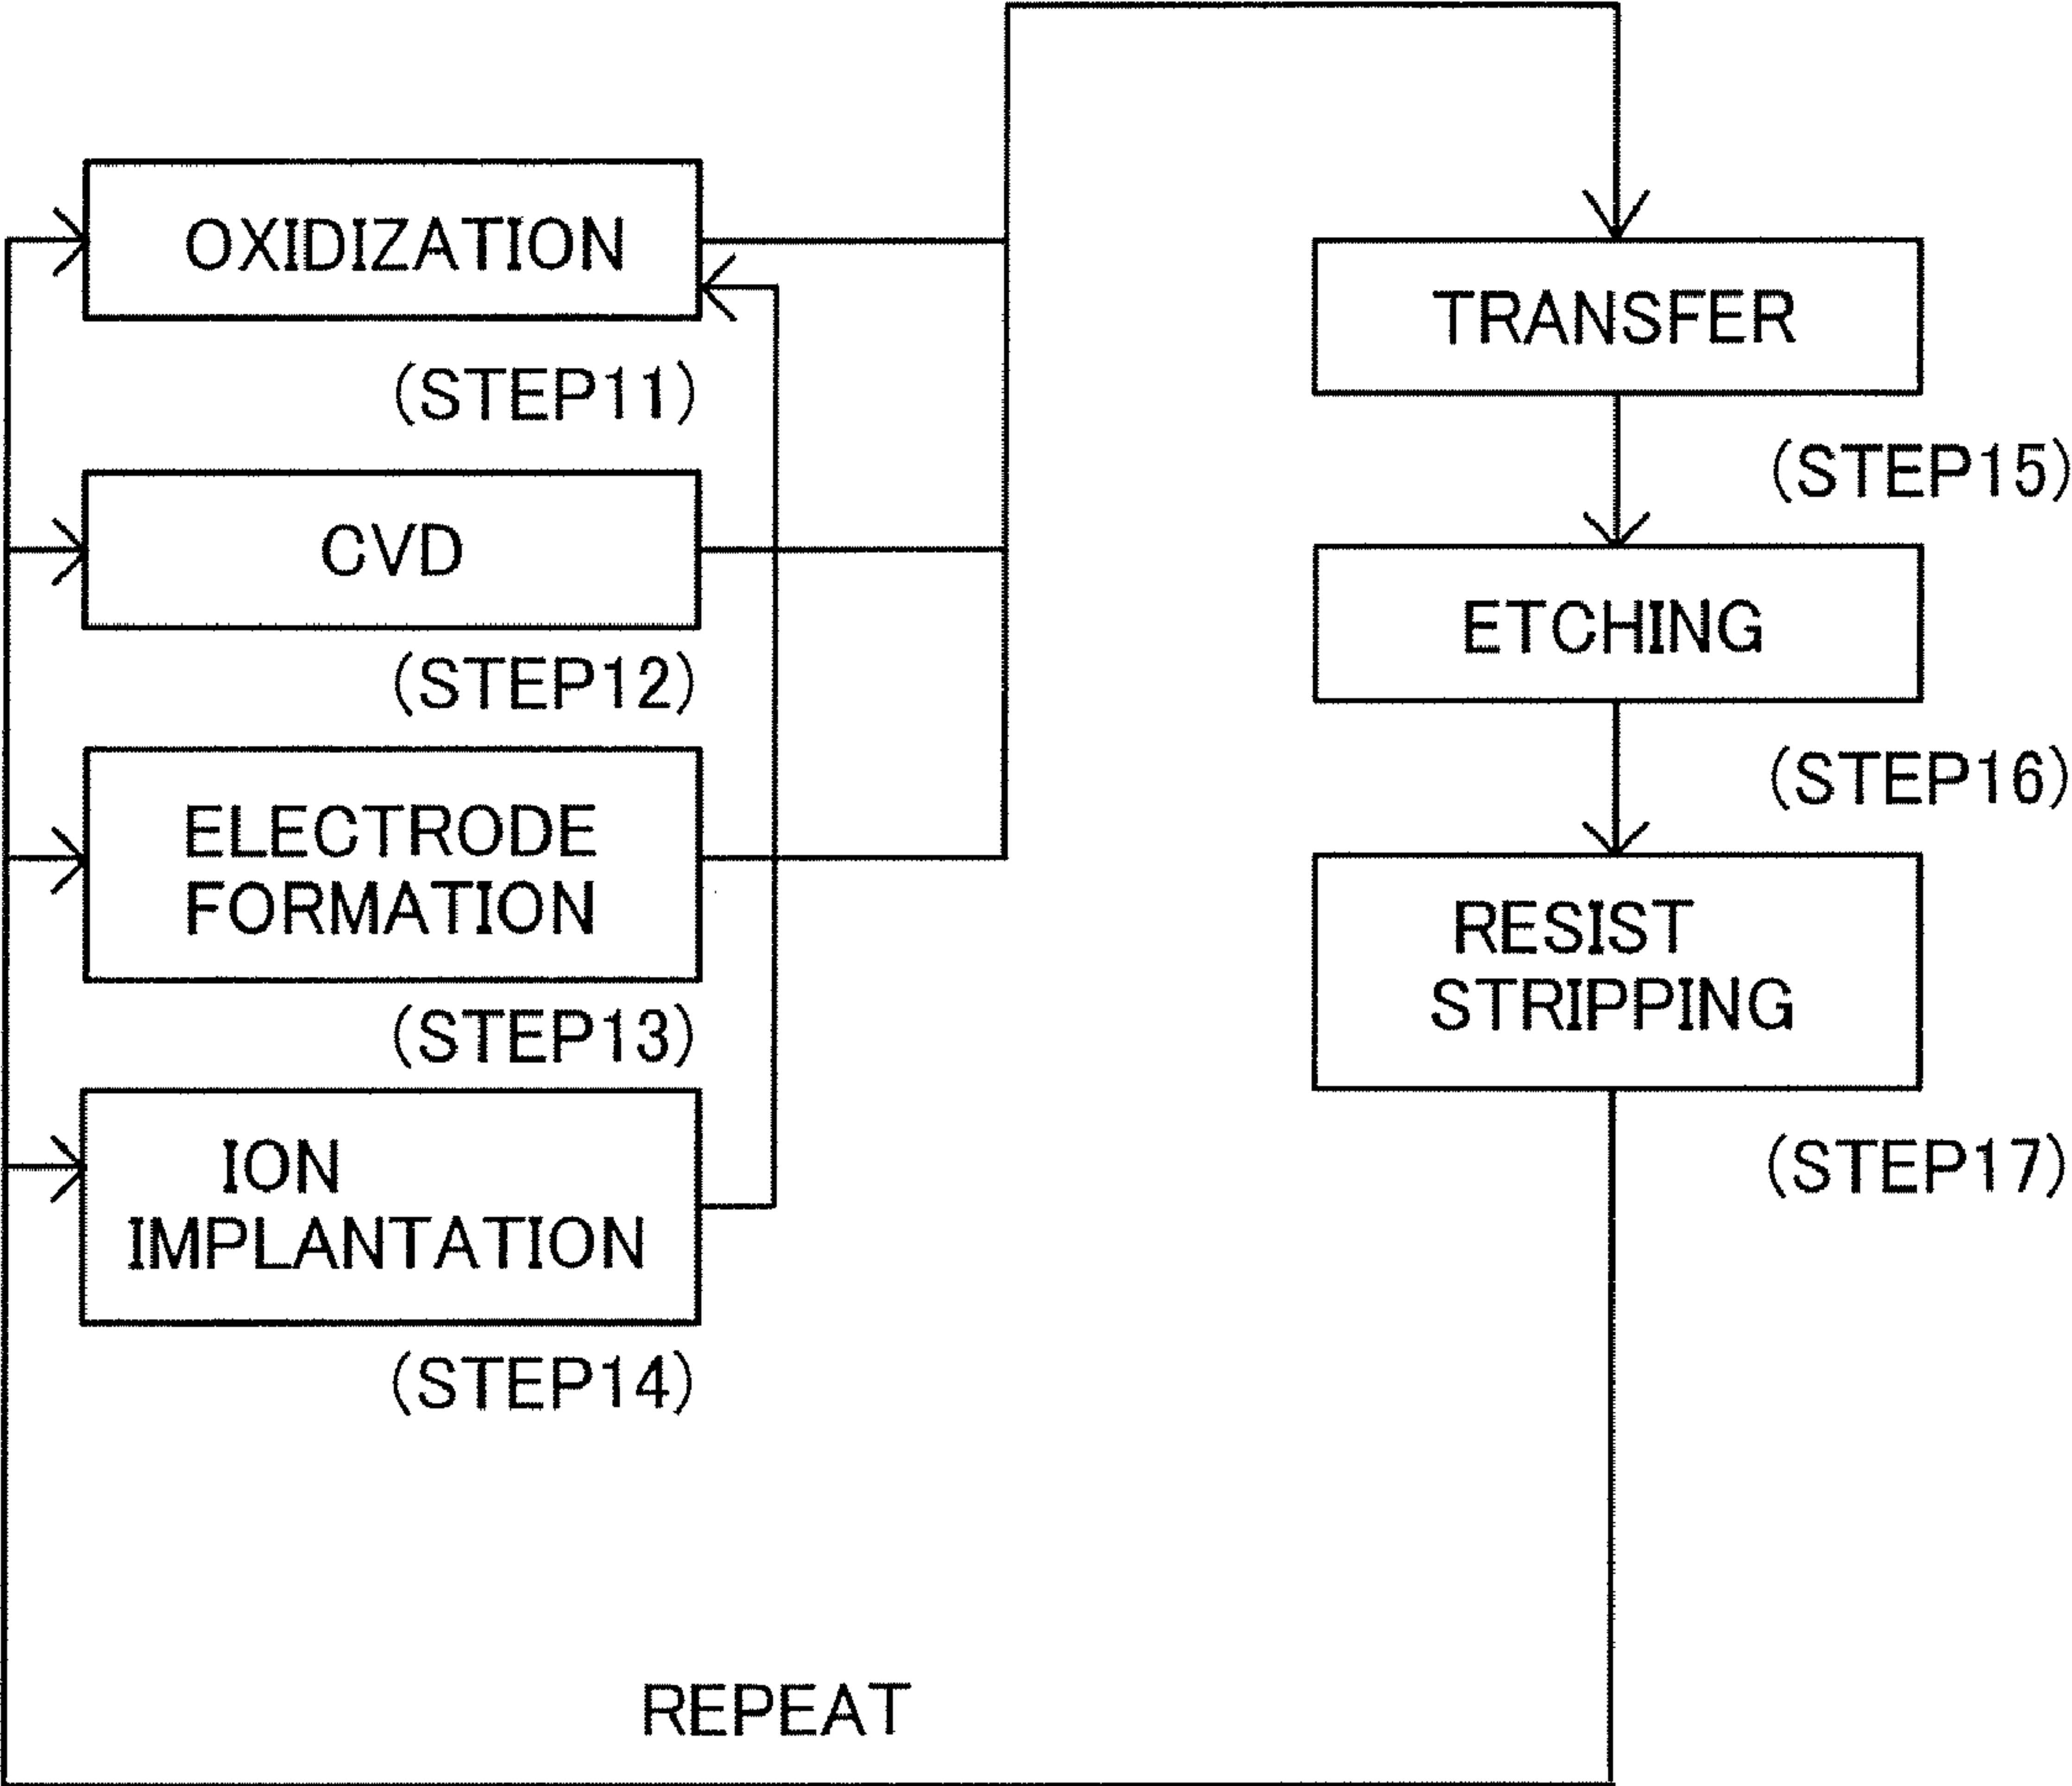 OXIDIZATION
(STEP11)
CVD
(STEP12)
ELECTRODE
FORMATION
(STEP13)
ION
IMPLANTATION
(STEP14)
TRANSFER
(STEP15)
ETCHING
(STEP16)
RESIST
STRIPPING
(STEP17)
REPEAT